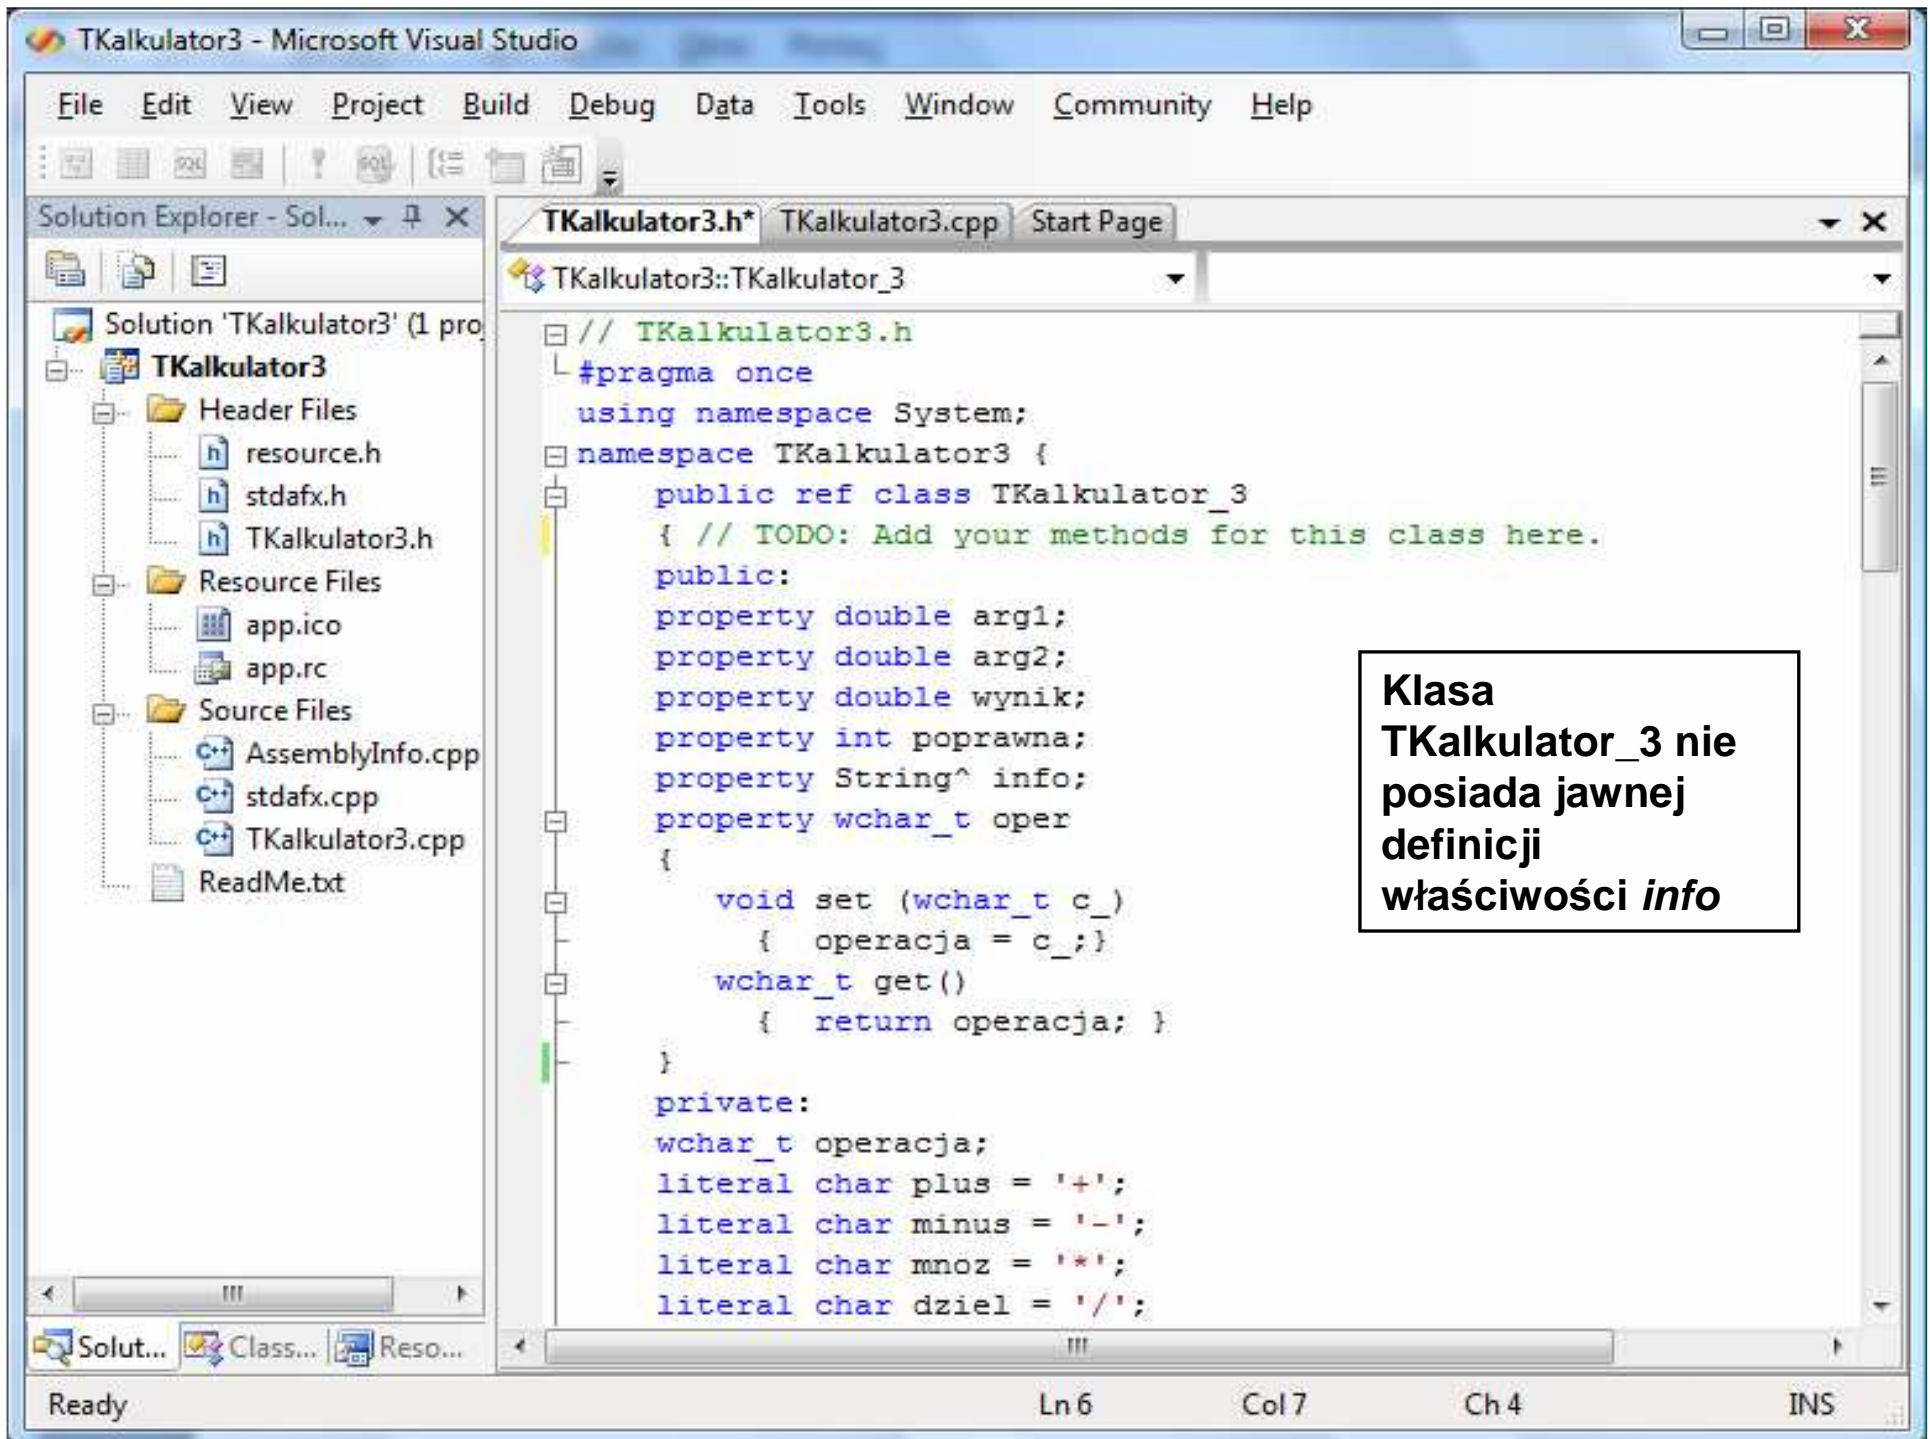 TKalkulator3 - Microsoft Visual Studio
File Edit View Project Build Debug Data Tools Window Community Help
Solution Explorer - Sol...
Solution 'TKalkulator3' (1 pro
TKalkulator3
Header Files
resource.h
stdafx.h
TKalkulator3.h
Resource Files
app.ico
app.rc
Source Files
AssemblyInfo.cpp
stdafx.cpp
TKalkulator3.cpp
ReadMe.txt
Solut... Class... Reso...
TKalkulator3.h* TKalkulator3.cpp Start Page
TKalkulator3::TKalkulator_3
// TKalkulator3.h
#pragma once
using namespace System;
namespace TKalkulator3 {
public ref class TKalkulator_3
{ // TODO: Add your methods for this class here.
public:
property double arg1;
property double arg2;
property double wynik;
property int poprawna;
property String^ info;
property wchar_t oper
{
void set (wchar_t c_)
{ operacja = c_;}
wchar_t get()
{ return operacja; }
}
private:
wchar_t operacja;
literal char plus = '+';
literal char minus = '-';
literal char mnoz = '*';
literal char dziel = '/';
Klasa
TKalkulator_3 nie
posiada jawnej
definicji
właściwości info
Ready Ln 6 Col 7 Ch 4 INS